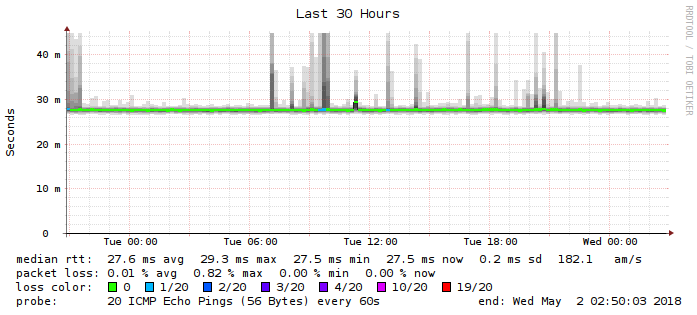 Last 30 Hours
RRDTOOL / TOBI OETIKER
Seconds
40 m
30 m
20 m
10 m
0
Tue 00:00 Tue 06:00 Tue 12:00 Tue 18:00 Wed 00:00
median rtt: 27.6 ms avg 29.3 ms max 27.5 ms min 27.5 ms now 0.2 ms sd 182.1 am/s
packet loss: 0.01 % avg 0.82 % max 0.00 % min 0.00 % now
loss color: 0 1/20 2/20 3/20 4/20 10/20 19/20
probe: 20 ICMP Echo Pings (56 Bytes) every 60s end: Wed May 2 02:50:03 2018